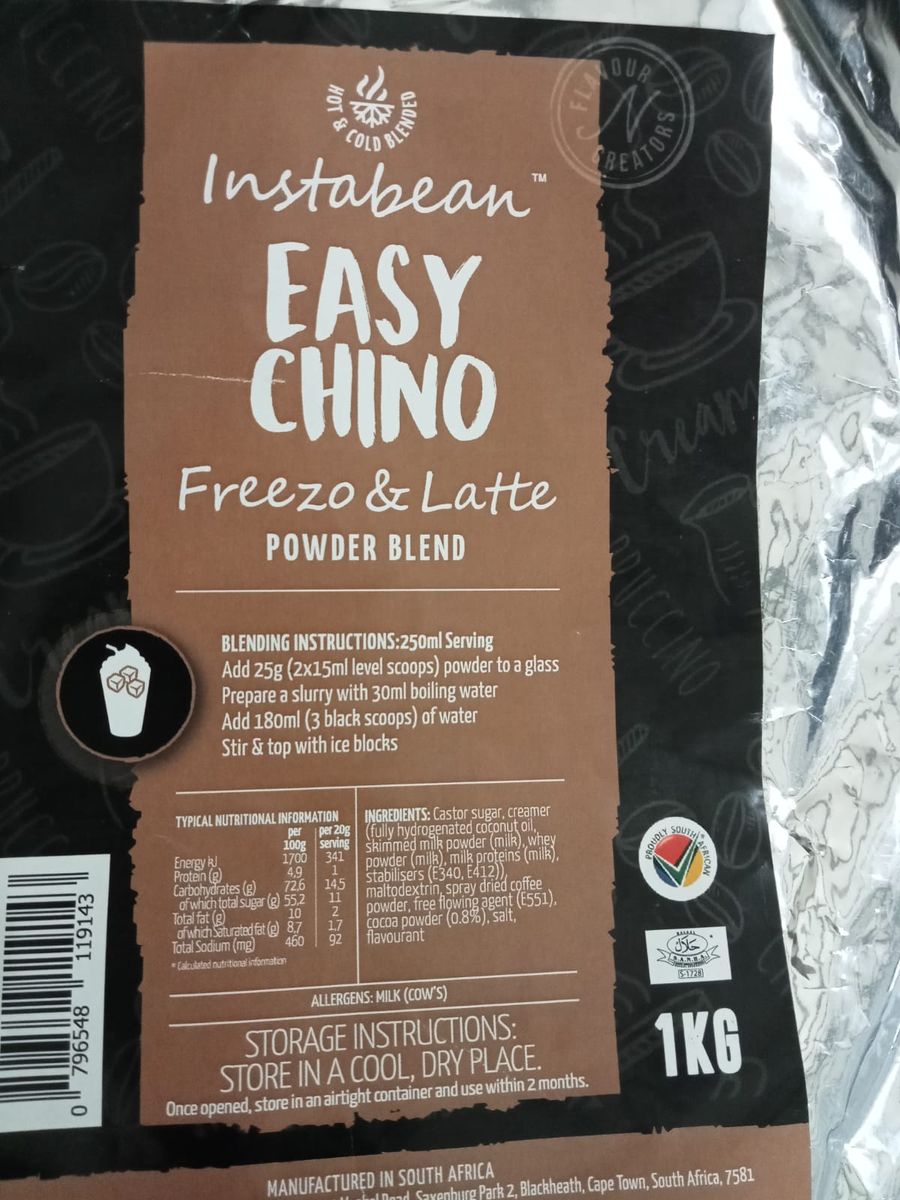 HOT & COLD BLENDED
FLAVOUR
N
CREATORS
Instabean™
EASY
CHINO
Freezo & Latte
POWDER BLEND
BLENDING INSTRUCTIONS:250ml Serving
Add 25g (2x15ml level scoops) powder to a glass
Prepare a slurry with 30ml boiling water
Add 180ml (3 black scoops) of water
Stir & top with ice blocks
TYPICAL NUTRITIONAL INFORMATION
per 100g per 20g serving
Energy kJ 1700 341
Protein (g) 4,9 1
Carbohydrates (g) 72,6 14,5
of which total sugar (g) 55,2 11
Total fat (g) 10 2
of which Saturated fat (g) 8,7 1,7
Total Sodium (mg) 460 92
* Calculated nutritional information
INGREDIENTS: Castor sugar, creamer
(fully hydrogenated coconut oil,
skimmed milk powder (milk), whey
powder (milk), milk proteins (milk),
stabilisers (E340, E412)),
maltodextrin, spray dried coffee
powder, free flowing agent (E551),
cocoa powder (0.8%), salt,
flavourant
ALLERGENS: MILK (COW'S)
STORAGE INSTRUCTIONS:
STORE IN A COOL, DRY PLACE.
Once opened, store in an airtight container and use within 2 months.
PROUDLY SOUTH AFRICAN
حلال
S-1728
1KG
0 796548 119143
MANUFACTURED IN SOUTH AFRICA
Road, Saxenburg Park 2, Blackheath, Cape Town, South Africa, 7581
Cream